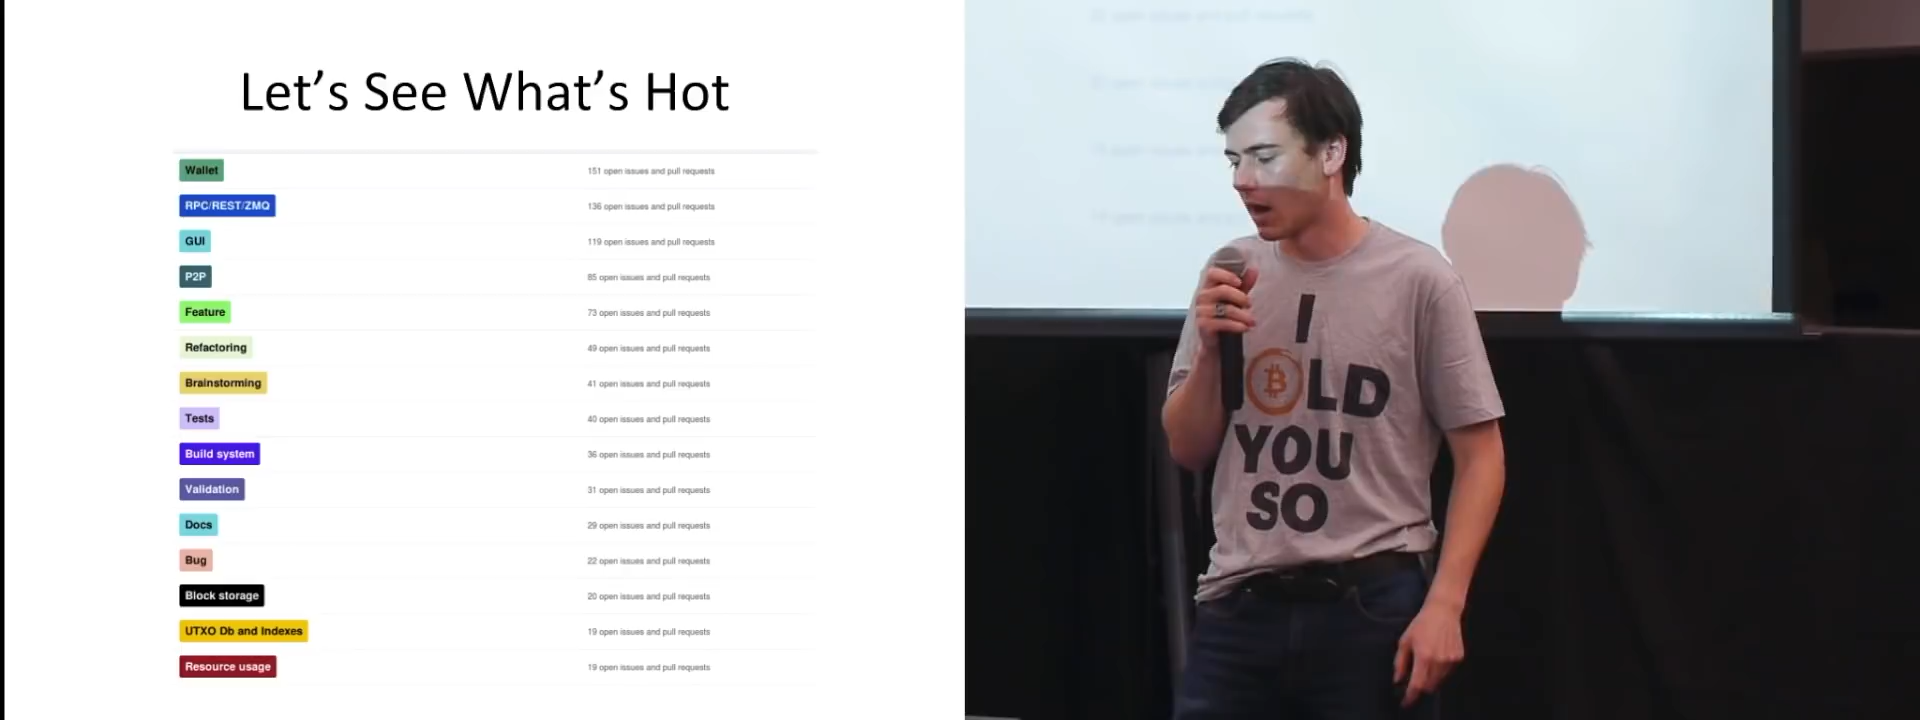 Let's See What's Hot
Wallet 151 open issues and pull requests
RPC/REST/ZMQ 136 open issues and pull requests
GUI 119 open issues and pull requests
P2P 85 open issues and pull requests
Feature 73 open issues and pull requests
Refactoring 49 open issues and pull requests
Brainstorming 41 open issues and pull requests
Tests 40 open issues and pull requests
Build system 36 open issues and pull requests
Validation 31 open issues and pull requests
Docs 29 open issues and pull requests
Bug 22 open issues and pull requests
Block storage 20 open issues and pull requests
UTXO Db and Indexes 19 open issues and pull requests
Resource usage 19 open issues and pull requests
I
LD
YOU
SO